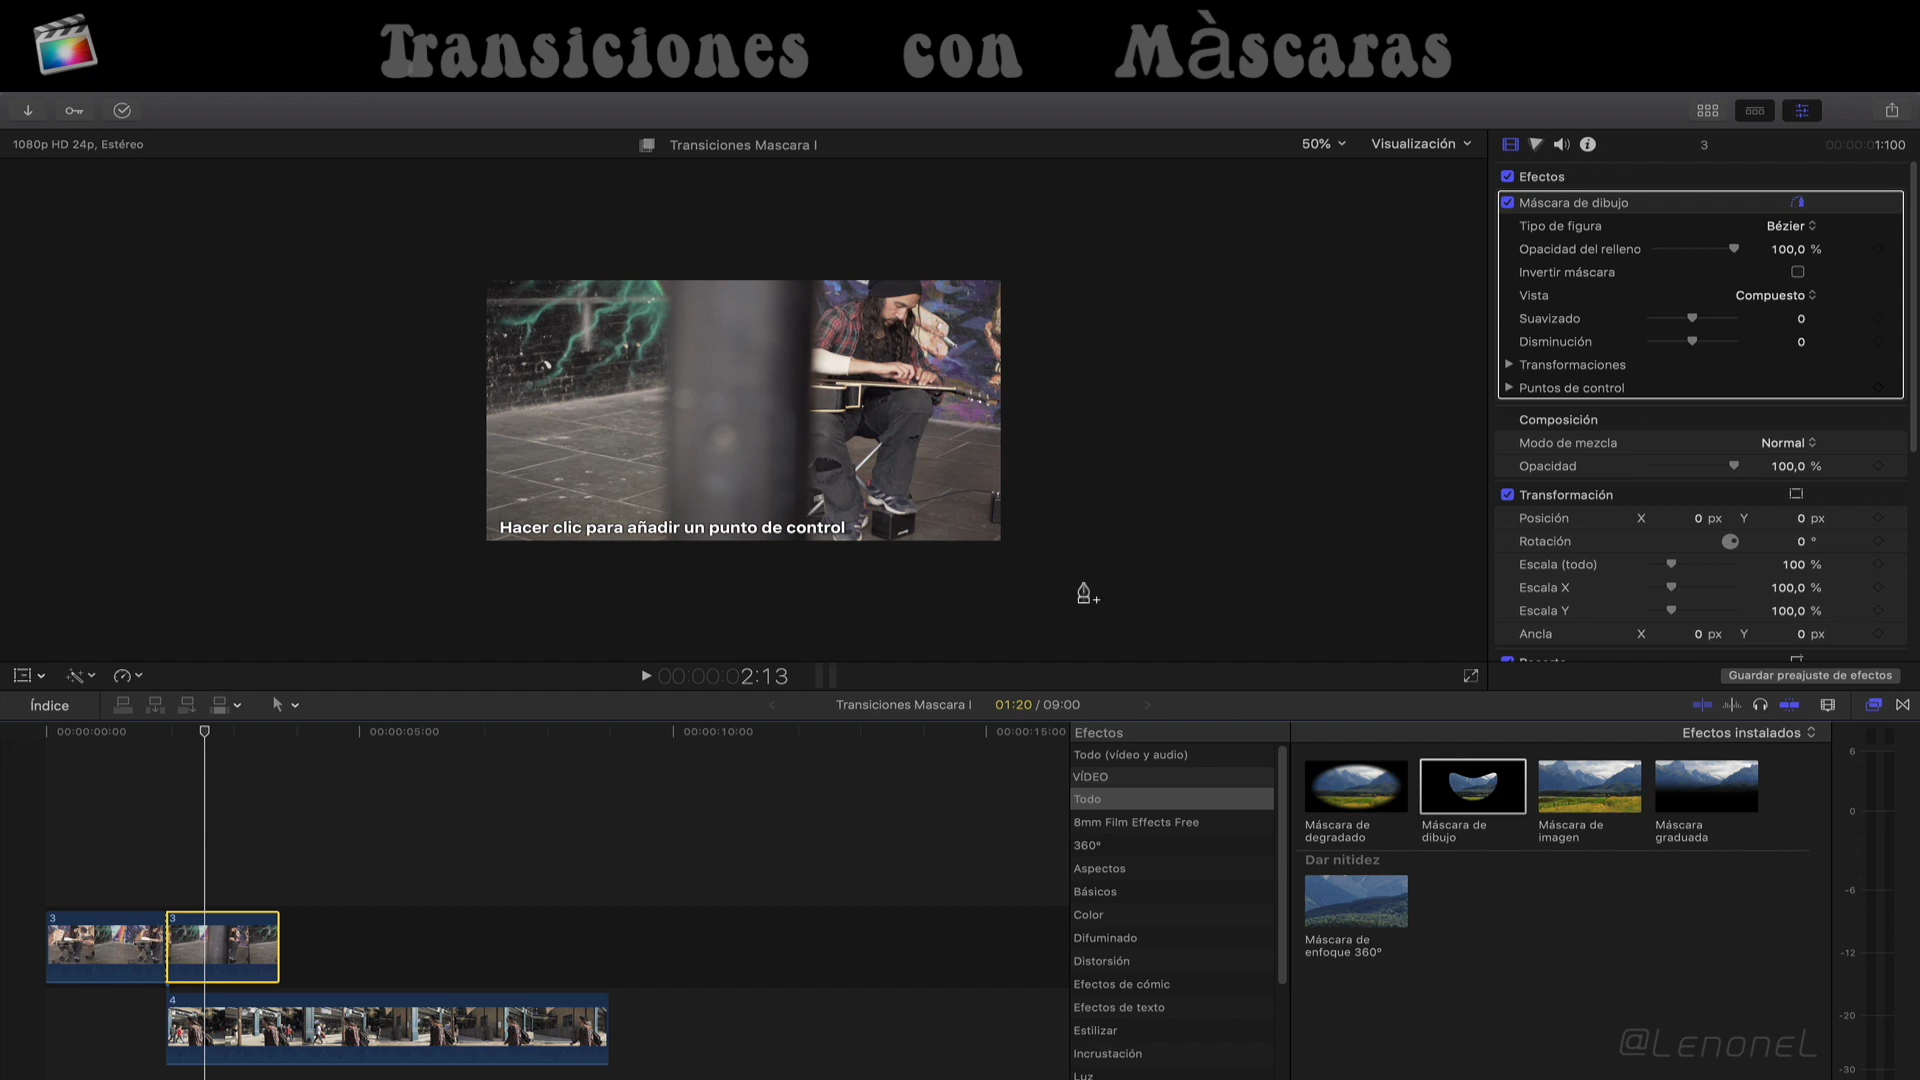 Transiciones con Màscaras
1080p HD 24p, Estéreo
Transiciones Mascara I
50%
Visualización
3
00:00:01:100
Efectos
Máscara de dibujo
Tipo de figura
Bézier
Opacidad del relleno
100,0 %
Invertir máscara
Vista
Compuesto
Suavizado
0
Disminución
0
Transformaciones
Puntos de control
Composición
Modo de mezcla
Normal
Opacidad
100,0 %
Transformación
Posición
X 0 px Y 0 px
Rotación
0 °
Escala (todo)
100 %
Escala X
100,0 %
Escala Y
100,0 %
Ancla
X 0 px Y 0 px
Guardar preajuste de efectos
Hacer clic para añadir un punto de control
00:00:02:13
Índice
Transiciones Mascara I
01:20 / 09:00
00:00:00:00
00:00:05:00
00:00:10:00
00:00:15:00
3
3
4
Efectos
Efectos instalados
Todo (vídeo y audio)
VÍDEO
Todo
8mm Film Effects Free
360°
Aspectos
Básicos
Color
Difuminado
Distorsión
Efectos de cómic
Efectos de texto
Estilizar
Incrustación
Luz
Máscara de
degradado
Máscara de
dibujo
Máscara de
imagen
Máscara
graduada
Dar nitidez
Máscara de
enfoque 360°
6
0
-6
-12
-20
-30
@Lenonel